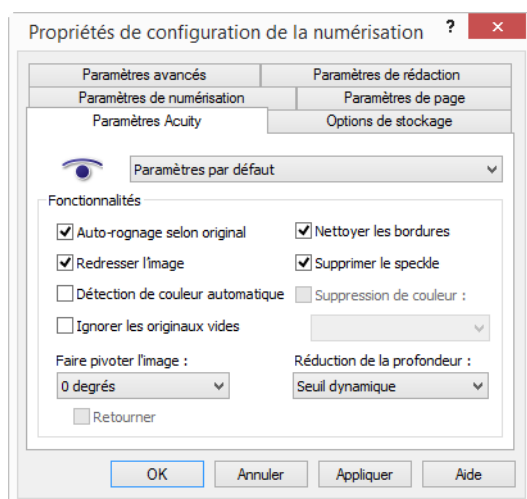 Propriétés de configuration de la numérisation ? ×
Paramètres avancés Paramètres de rédaction
Paramètres de numérisation Paramètres de page
Paramètres Acuity Options de stockage
Paramètres par défaut
Fonctionnalités
Auto-rognage selon original Nettoyer les bordures
Redresser l'image Supprimer le speckle
Détection de couleur automatique Suppression de couleur :
Ignorer les originaux vides
Faire pivoter l'image : Réduction de la profondeur :
0 degrés Seuil dynamique
Retourner
OK Annuler Appliquer Aide